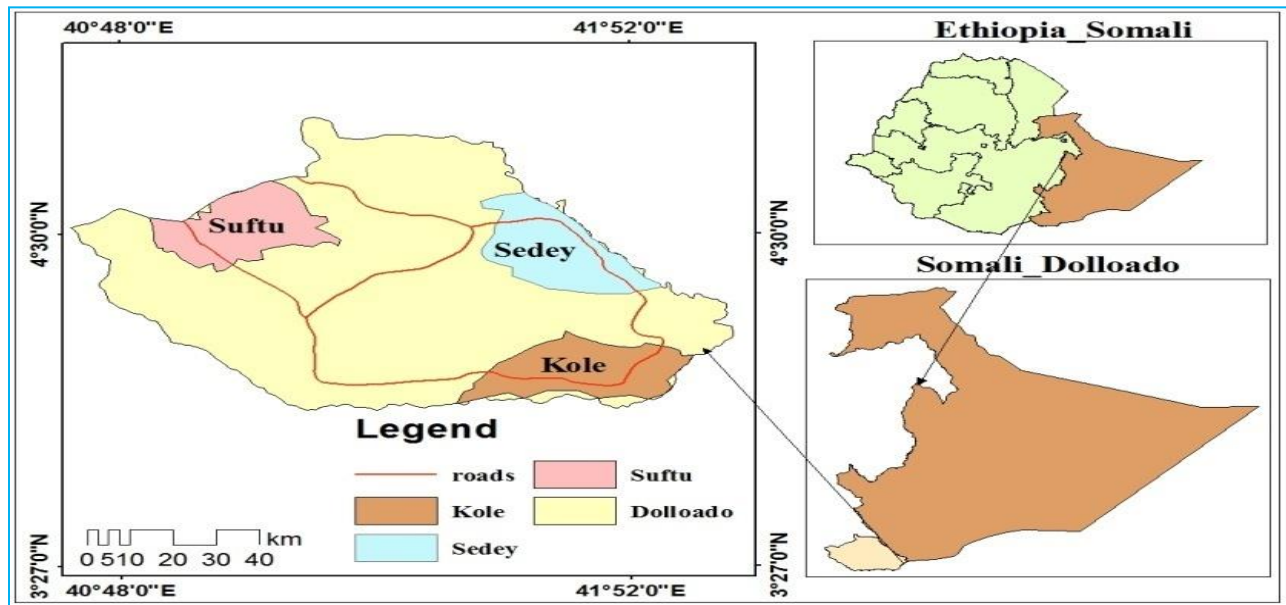 40°48'0"E 41°52'0"E
4°30'0"N 4°30'0"N
Suftu
Sedey
Kole
Legend
roads Suftu
Kole Dolloado
Sedey
km
0 5 10 20 30 40
3°27'0"N 3°27'0"N
40°48'0"E 41°52'0"E
Ethiopia_Somali
Somali_Dolloado